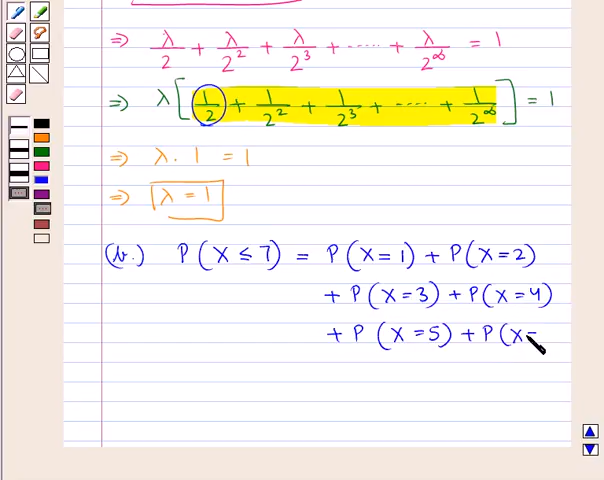 ⇒ λ/2 + λ/2² + λ/2³ + ...... + λ/2^∞ = 1
⇒ λ [ 1/2 + 1/2² + 1/2³ + ...... + 1/2^∞ ] = 1
⇒ λ . 1 = 1
⇒ λ = 1
(b.) P(X ≤ 7) = P(X=1) + P(X=2)
+ P(X=3) + P(X=4)
+ P(X=5) + P(X=